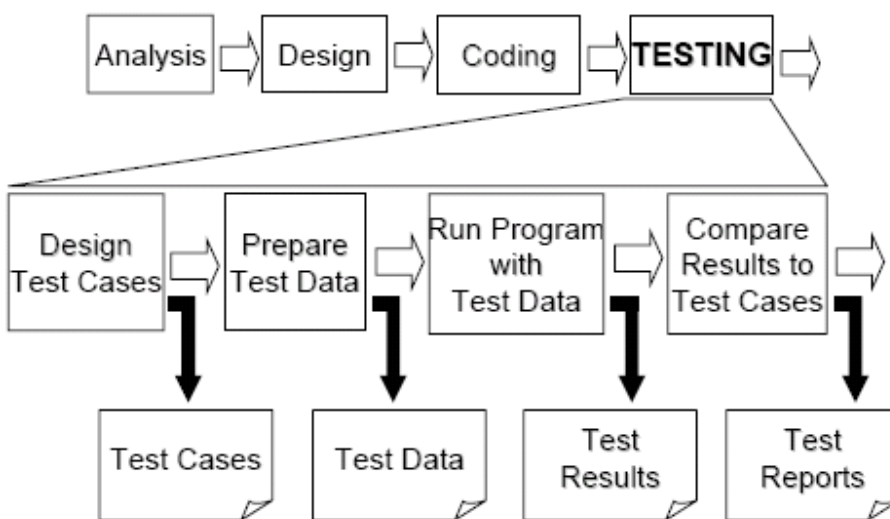 Analysis
Design
Coding
TESTING
Design
Test Cases
Prepare
Test Data
Run Program
with
Test Data
Compare
Results to
Test Cases
Test Cases
Test Data
Test
Results
Test
Reports